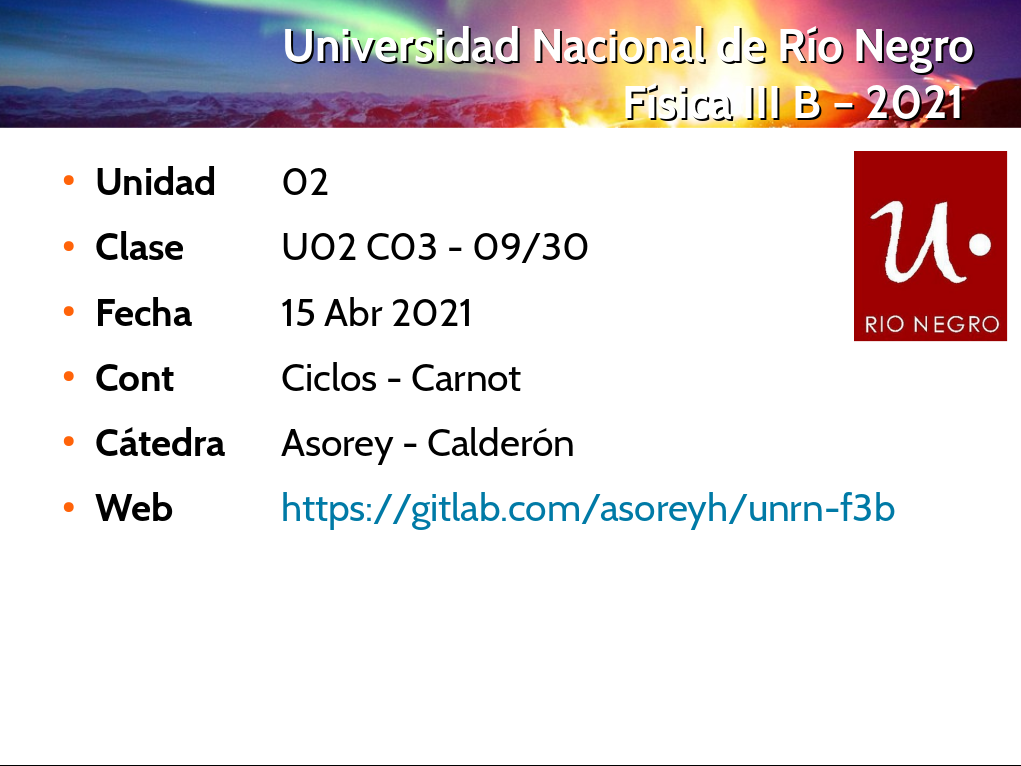 Universidad Nacional de Río Negro
Física III B – 2021
• Unidad 02
• Clase U02 C03 - 09/30
• Fecha 15 Abr 2021
• Cont Ciclos - Carnot
• Cátedra Asorey - Calderón
• Web https://gitlab.com/asoreyh/unrn-f3b
u.
RIO NEGRO